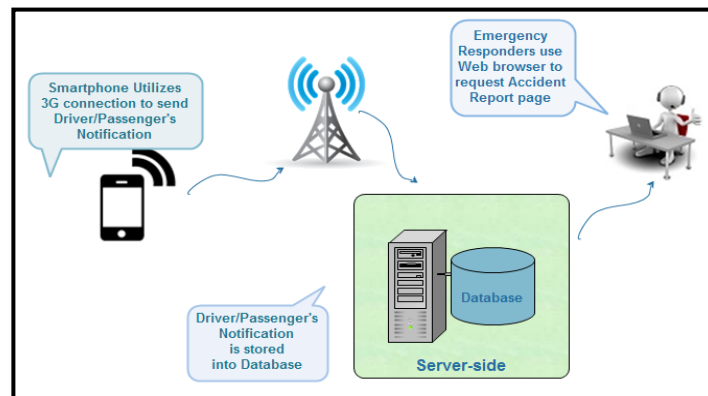 Smartphone Utilizes
3G connection to send
Driver/Passenger's
Notification
Emergency
Responders use
Web browser to
request Accident
Report page
Database
Server-side
Driver/Passenger's
Notification
is stored
into Database